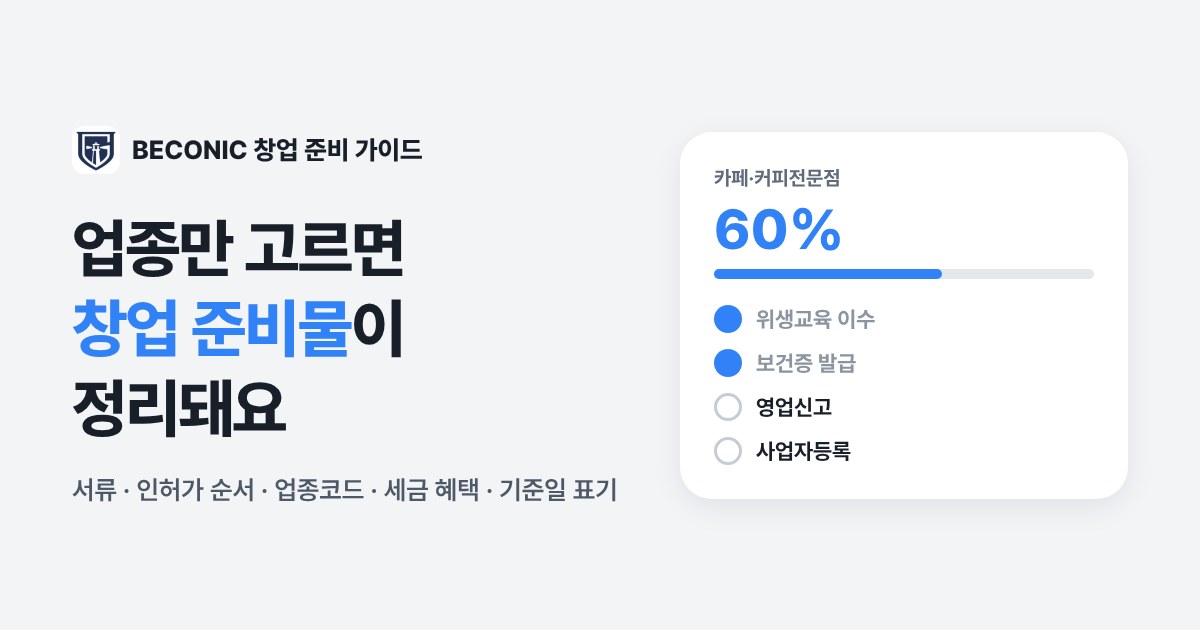 BECONIC 창업 준비 가이드
업종만 고르면
창업 준비물이
정리돼요
서류 · 인허가 순서 · 업종코드 · 세금 혜택 · 기준일 표기
카페·커피전문점
60%
위생교육 이수
보건증 발급
영업신고
사업자등록